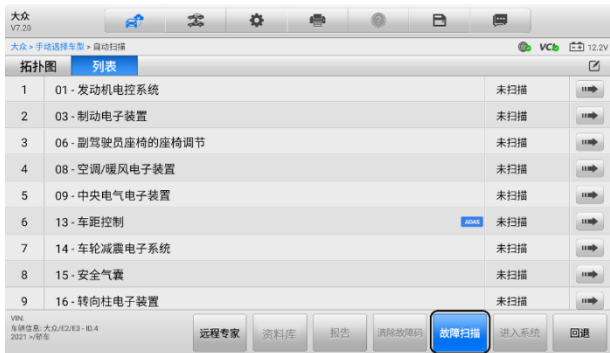 大众
V7.20
大众 > 手动选择车型 > 自动扫描
VCI
12.2V
拓扑图 列表
1 01 - 发动机电控系统 未扫描
2 03 - 制动电子装置 未扫描
3 06 - 副驾驶员座椅的座椅调节 未扫描
4 08 - 空调/暖风电子装置 未扫描
5 09 - 中央电气电子装置 未扫描
6 13 - 车距控制 ADAS 未扫描
7 14 - 车轮减震电子系统 未扫描
8 15 - 安全气囊 未扫描
9 16 - 转向柱电子装置 未扫描
VIN:
车辆信息: 大众/E2/E3 - ID.4
2021 >/轿车
远程专家 资料库 报告 清除故障码 故障扫描 进入系统 回退